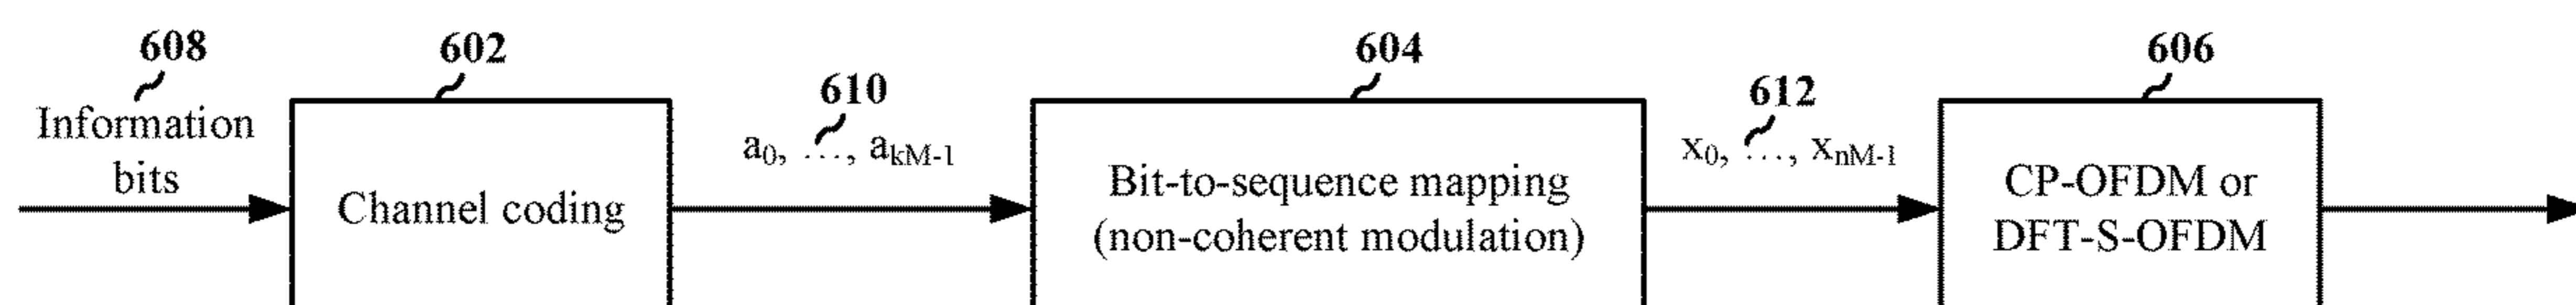 608
602
604
606
610
612
Information
bits
a0, ..., akM-1
x0, ..., xnM-1
Channel coding
Bit-to-sequence mapping
(non-coherent modulation)
CP-OFDM or
DFT-S-OFDM